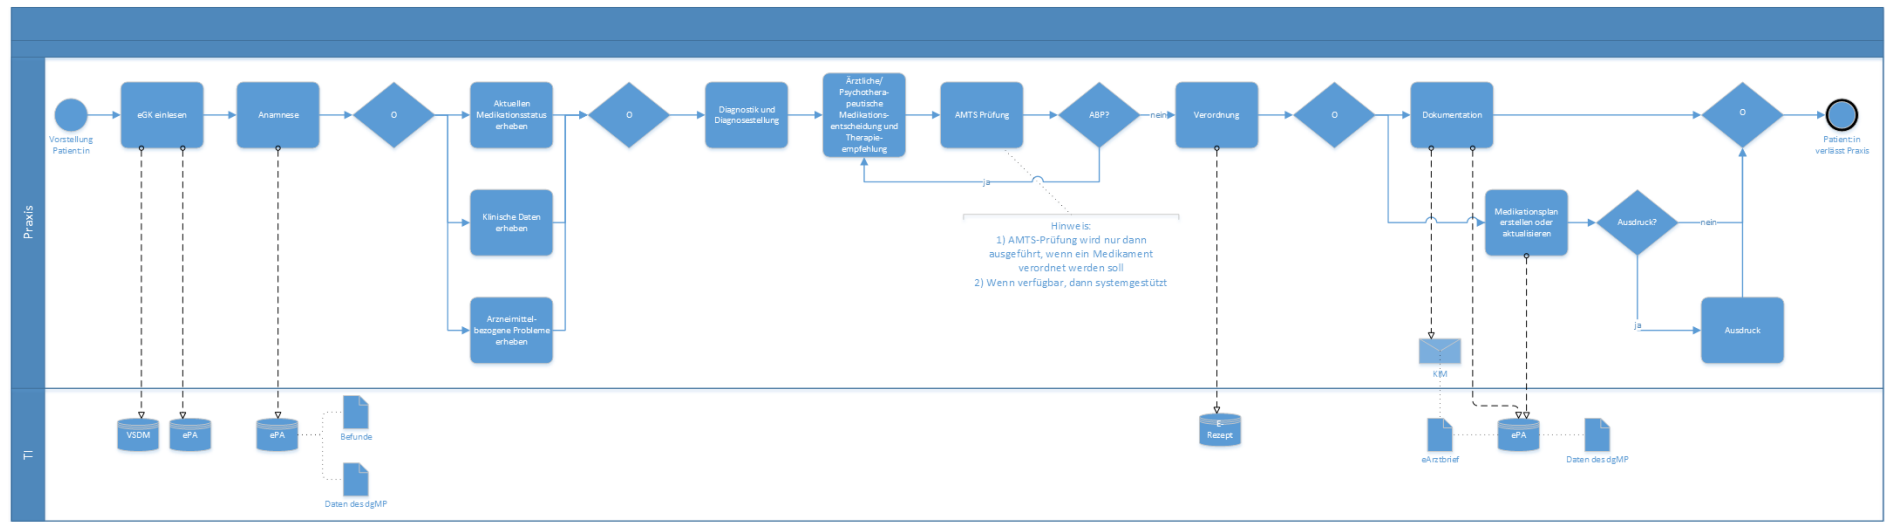 Praxis
Vorstellung
Patient:in
eGK einlesen
Anamnese
O
Aktuellen
Medikationsstatus
erheben
Klinische Daten
erheben
Arzneimittel-
bezogene Probleme
erheben
O
Diagnostik und
Diagnosestellung
Ärztliche/
Psychothera-
peutische
Medikations-
entscheidung und
Therapie-
empfehlung
AMTS Prüfung
ABP?
nein
ja
Hinweis:
1) AMTS-Prüfung wird nur dann
ausgeführt, wenn ein Medikament
verordnet werden soll
2) Wenn verfügbar, dann systemgestützt
Verordnung
O
Dokumentation
Medikationsplan
erstellen oder
aktualisieren
Ausdruck?
nein
ja
Ausdruck
O
Patient:in
verlässt Praxis
KIM
TI
VSDM
ePA
ePA
Befunde
Daten des dgMP
E-
Rezept
eArztbrief
ePA
Daten des dgMP